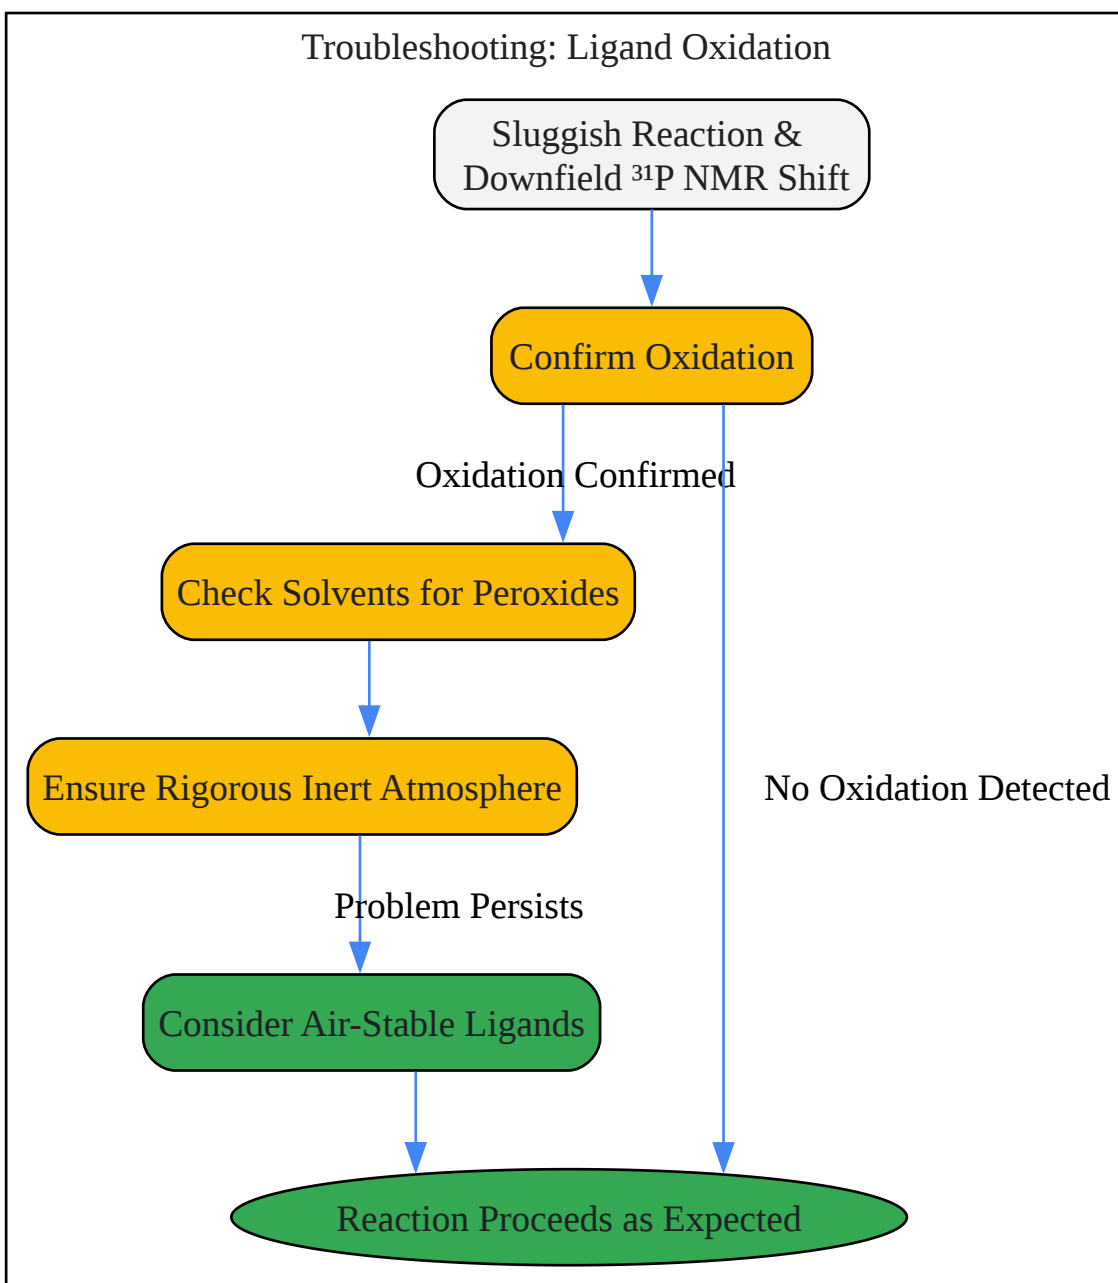 Troubleshooting: Ligand Oxidation
Sluggish Reaction &
Downfield ³¹P NMR Shift
Confirm Oxidation
Oxidation Confirmed
Check Solvents for Peroxides
Ensure Rigorous Inert Atmosphere
No Oxidation Detected
Problem Persists
Consider Air-Stable Ligands
Reaction Proceeds as Expected